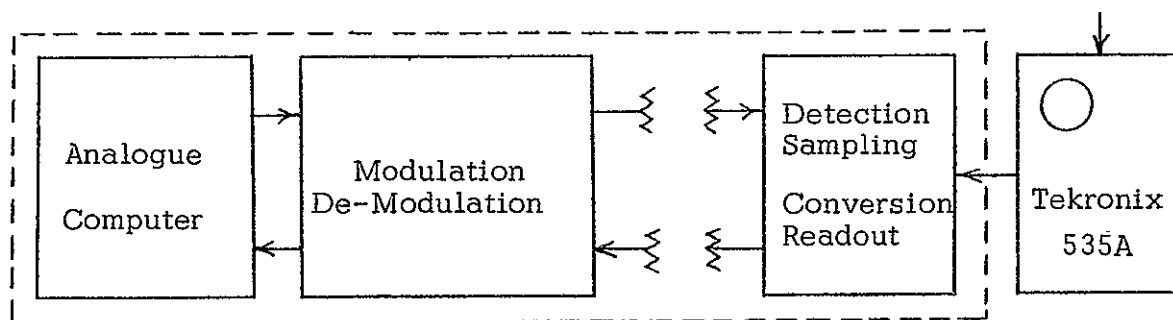 Analogue
Computer
Modulation
De-Modulation
Detection
Sampling
Conversion
Readout
Tekronix
535A